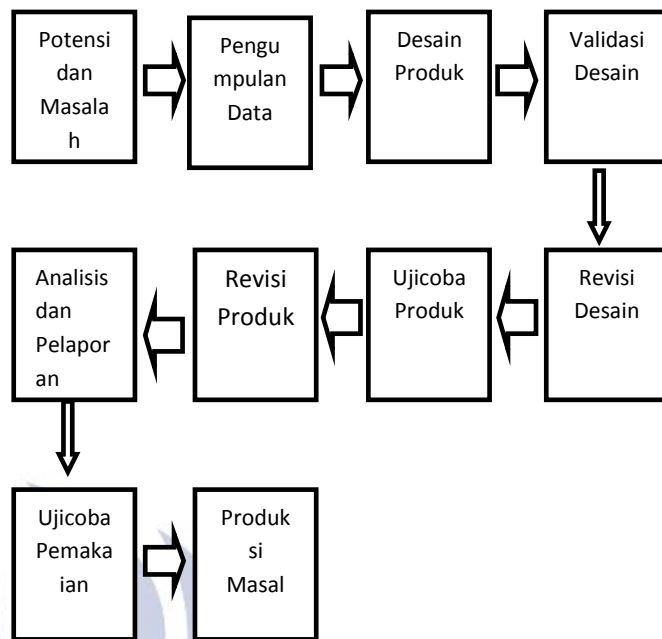 Potensi
dan
Masala
h
Pengu
mpulan
Data
Desain
Produk
Validasi
Desain
Analisis
dan
Pelapor
an
Revisi
Produk
Ujicoba
Produk
Revisi
Desain
Ujicoba
Pemaka
ian
Produk
si
Masal